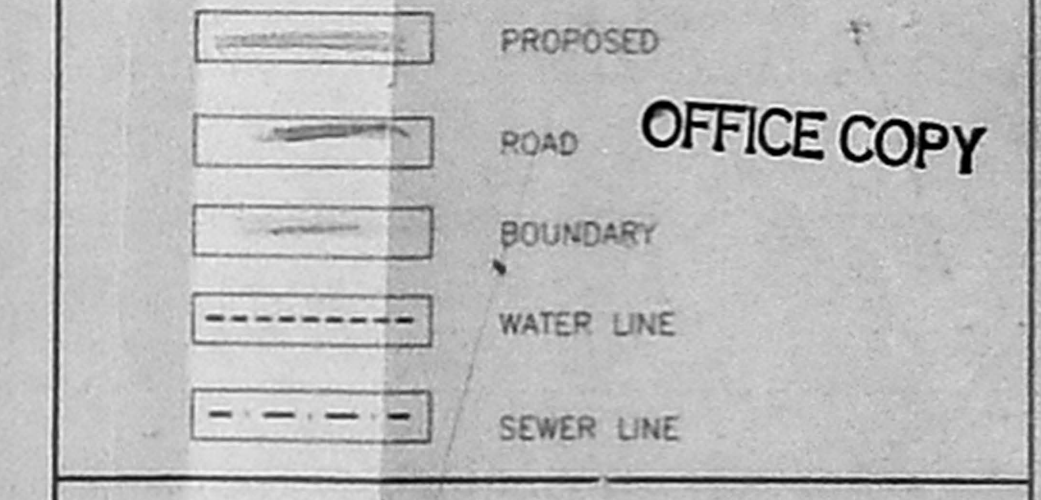 PROPOSED
ROAD
OFFICE COPY
BOUNDARY
WATER LINE
SEWER LINE